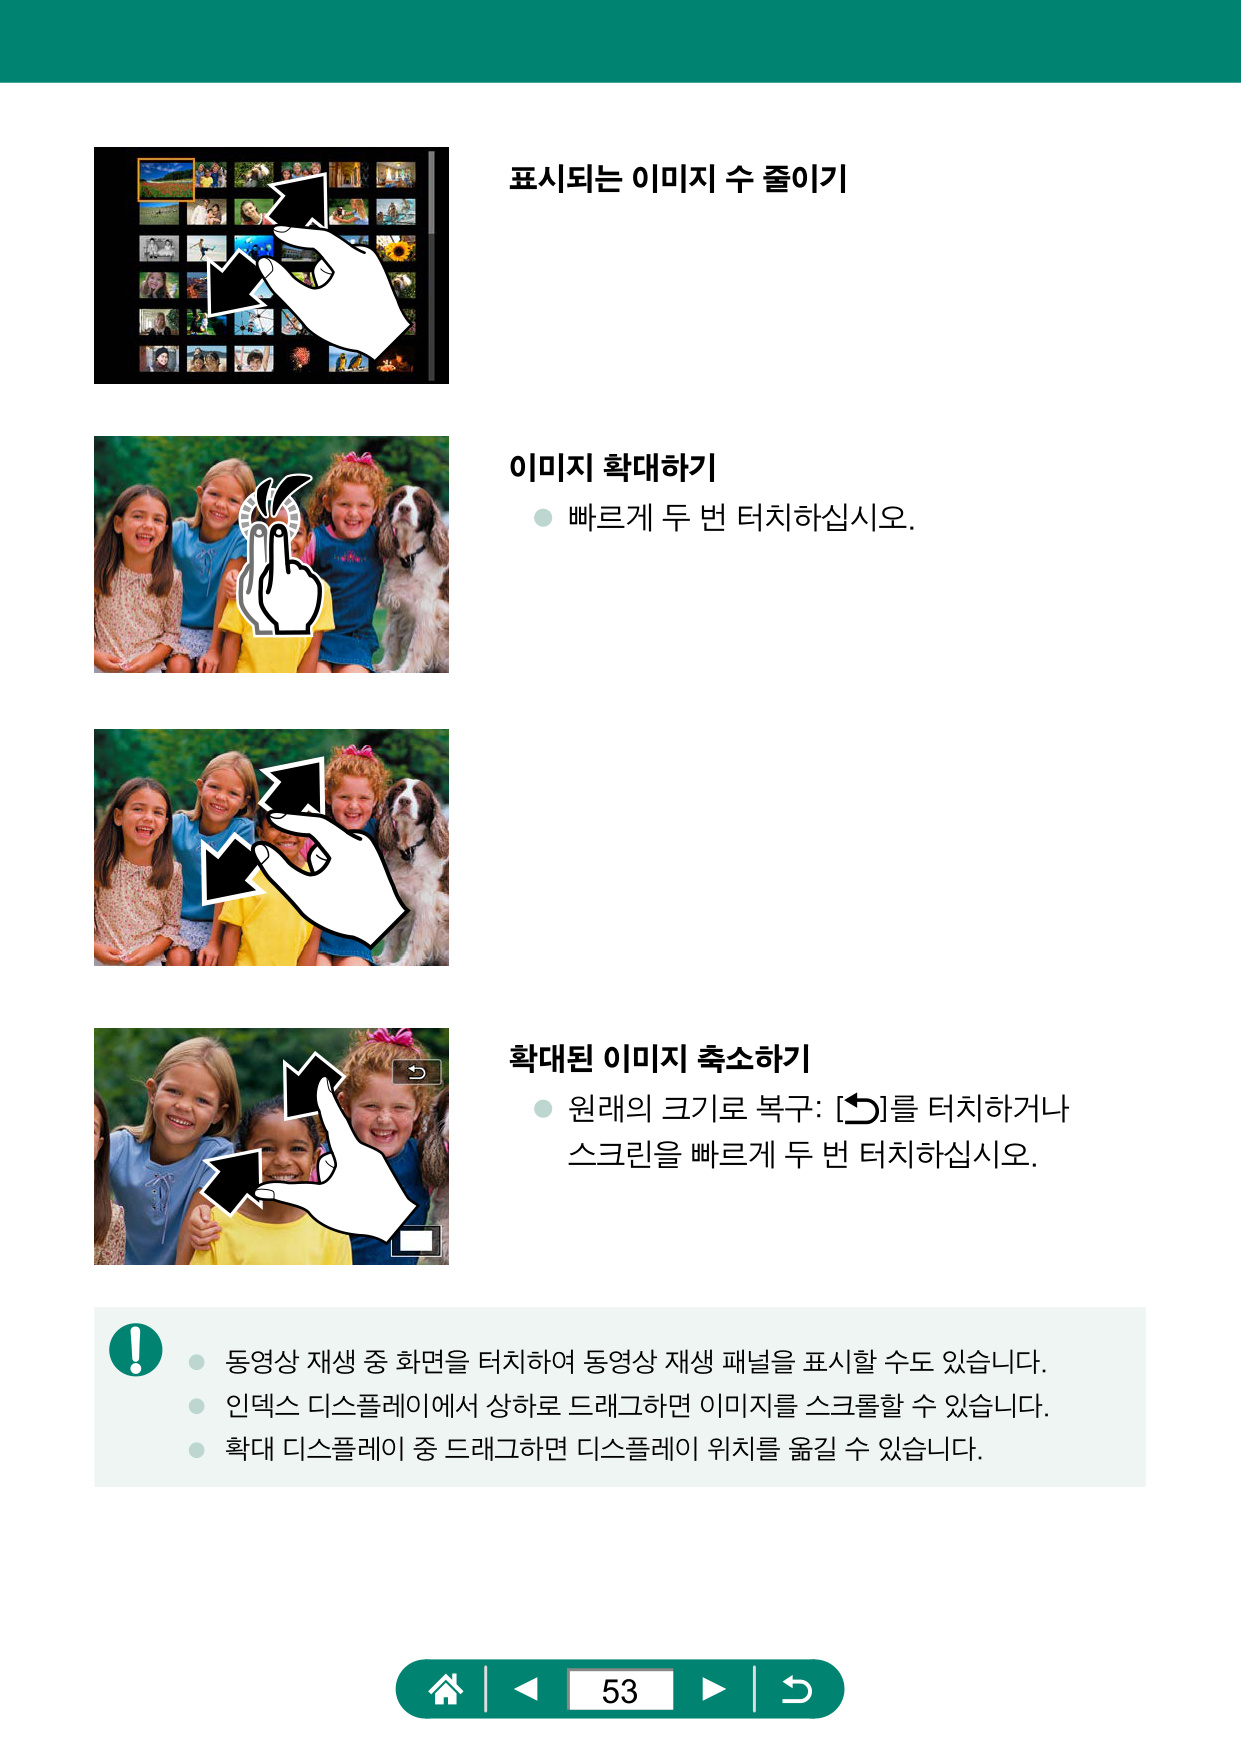 표시되는 이미지 수 줄이기
이미지 확대하기
● 빠르게 두 번 터치하십시오.
확대된 이미지 축소하기
● 원래의 크기로 복구: [⮌]를 터치하거나
스크린을 빠르게 두 번 터치하십시오.
● 동영상 재생 중 화면을 터치하여 동영상 재생 패널을 표시할 수도 있습니다.
● 인덱스 디스플레이에서 상하로 드래그하면 이미지를 스크롤할 수 있습니다.
● 확대 디스플레이 중 드래그하면 디스플레이 위치를 옮길 수 있습니다.
53